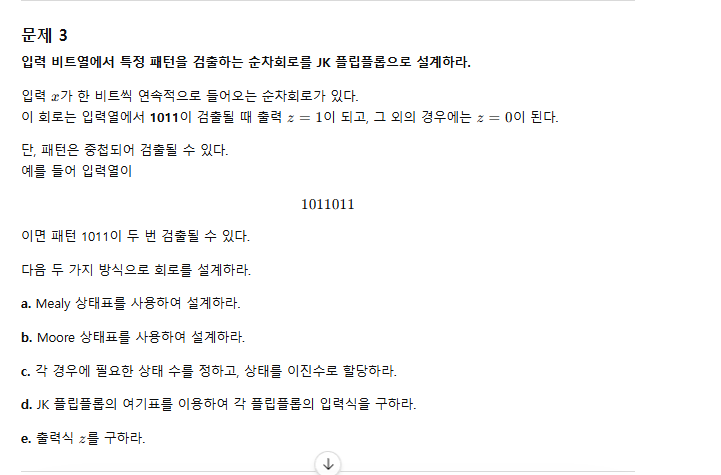 문제 3
입력 비트열에서 특정 패턴을 검출하는 순차회로를 JK 플립플롭으로 설계하라.
입력 x가 한 비트씩 연속적으로 들어오는 순차회로가 있다.
이 회로는 입력열에서 1011이 검출될 때 출력 z = 1이 되고, 그 외의 경우에는 z = 0이 된다.
단, 패턴은 중첩되어 검출될 수 있다.
예를 들어 입력열이
1011011
이면 패턴 1011이 두 번 검출될 수 있다.
다음 두 가지 방식으로 회로를 설계하라.
a. Mealy 상태표를 사용하여 설계하라.
b. Moore 상태표를 사용하여 설계하라.
c. 각 경우에 필요한 상태 수를 정하고, 상태를 이진수로 할당하라.
d. JK 플립플롭의 여기표를 이용하여 각 플립플롭의 입력식을 구하라.
e. 출력식 z를 구하라.